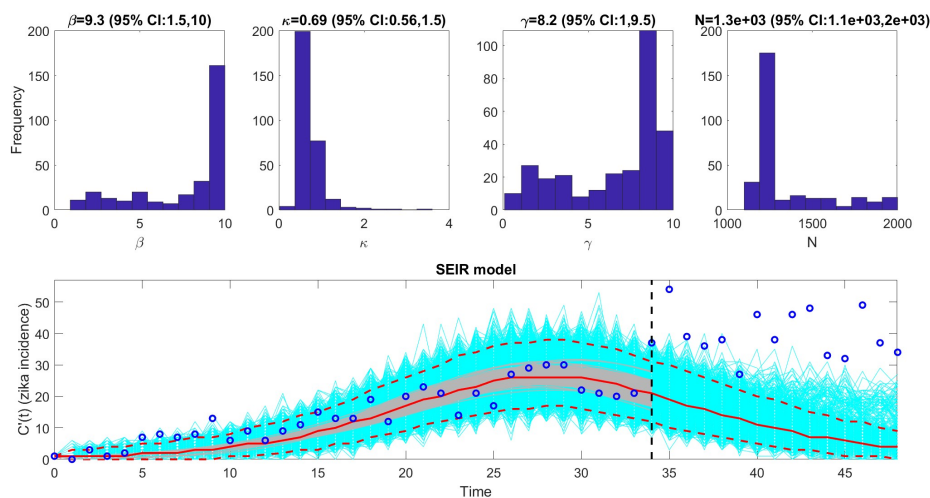 β=9.3 (95% CI:1.5,10)
κ=0.69 (95% CI:0.56,1.5)
γ=8.2 (95% CI:1,9.5)
N=1.3e+03 (95% CI:1.1e+03,2e+03)
Frequency
200
150
100
50
0
0 5 10
β
200
150
100
50
0
0 2 4
κ
100
80
60
40
20
0
0 5 10
γ
200
150
100
50
0
1000 1500 2000
N
SEIR model
C'(t) (zika incidence)
50
40
30
20
10
0
0 5 10 15 20 25 30 35 40 45
Time